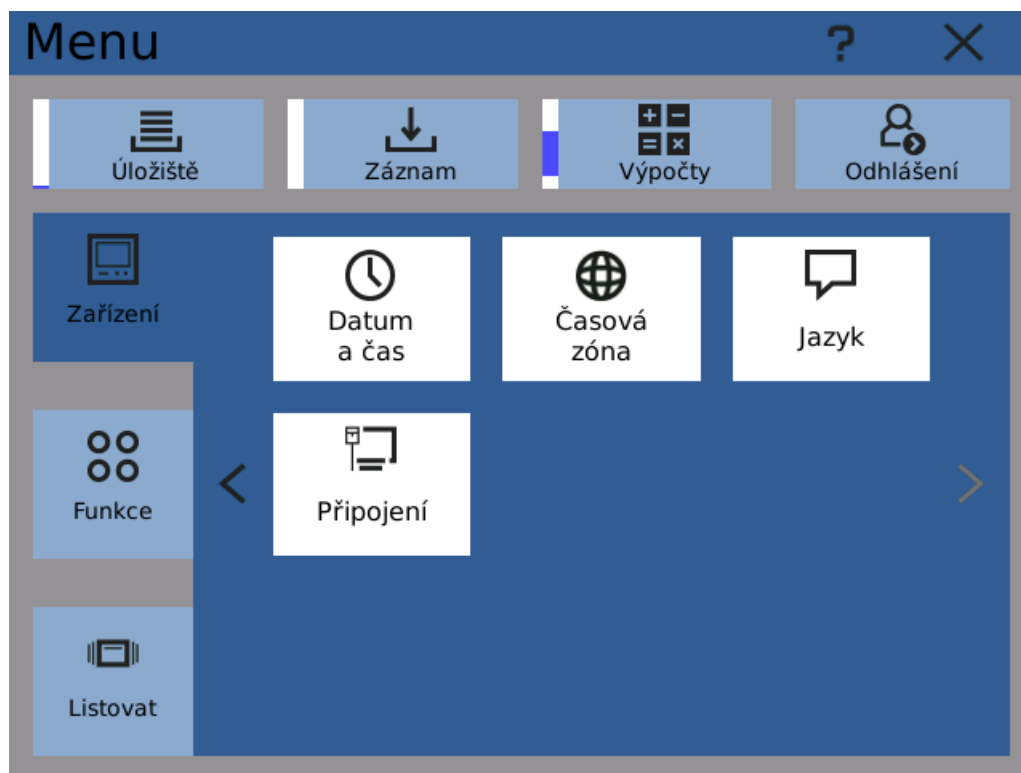 Menu
?
Úložiště
Záznam
Výpočty
Odhlášení
Zařízení
Datum
a čas
Časová
zóna
Jazyk
Funkce
Připojení
Listovat